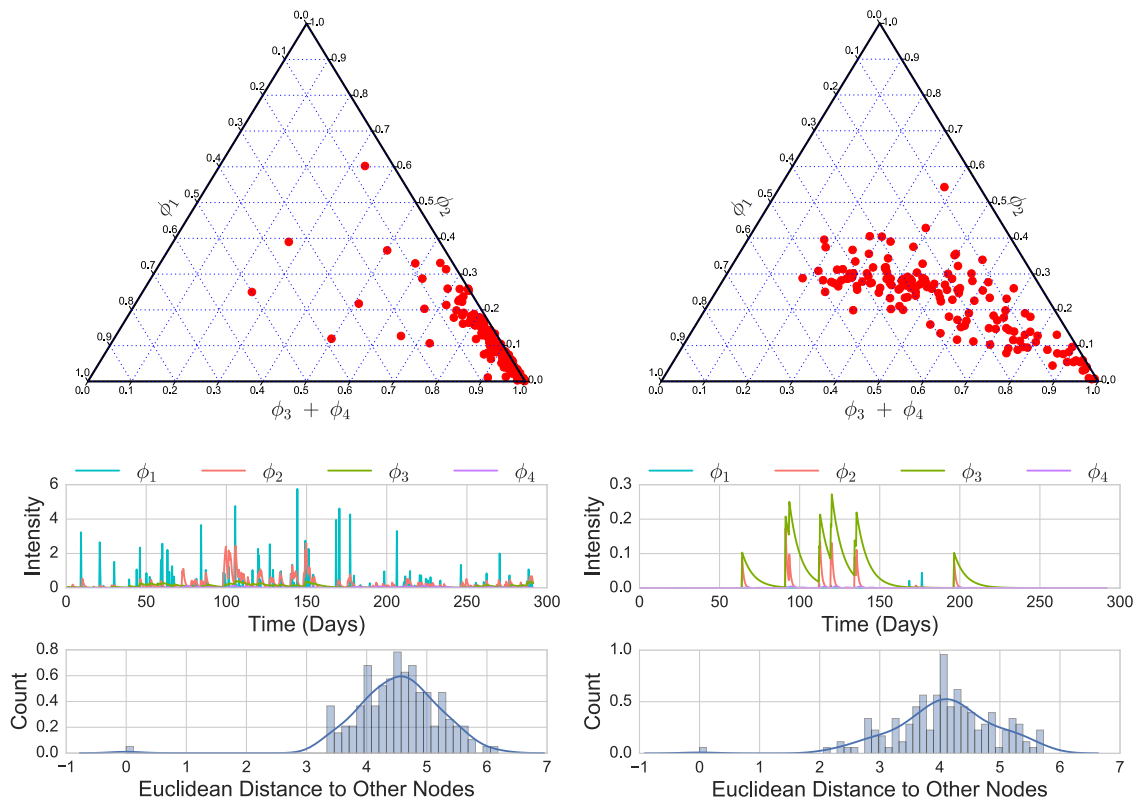 0.0 1.0 0.0 1.0
0.1 0.9 0.1 0.9
0.2 0.8 0.2 0.8
0.3 0.7 0.3 0.7
0.4 0.6 0.4 0.6
ϕ1 0.5 0.5 ϕ2 ϕ1 0.5 0.5 ϕ2
0.6 0.4 0.6 0.4
0.7 0.3 0.7 0.3
0.8 0.2 0.8 0.2
0.9 0.1 0.9 0.1
1.0 0.0 1.0 0.0
0.0 0.1 0.2 0.3 0.4 0.5 0.6 0.7 0.8 0.9 1.0 0.0 0.1 0.2 0.3 0.4 0.5 0.6 0.7 0.8 0.9 1.0
ϕ3 + ϕ4 ϕ3 + ϕ4
ϕ1 ϕ2 ϕ3 ϕ4 ϕ1 ϕ2 ϕ3 ϕ4
Intensity 6 4 2 0 Intensity 0.3 0.2 0.1 0.0
0 50 100 150 200 250 300 0 50 100 150 200 250 300
Time (Days) Time (Days)
Count 0.8 0.6 0.4 0.2 0.0 Count 1.0 0.5 0.0
−1 0 1 2 3 4 5 6 7 −1 0 1 2 3 4 5 6 7
Euclidean Distance to Other Nodes Euclidean Distance to Other Nodes